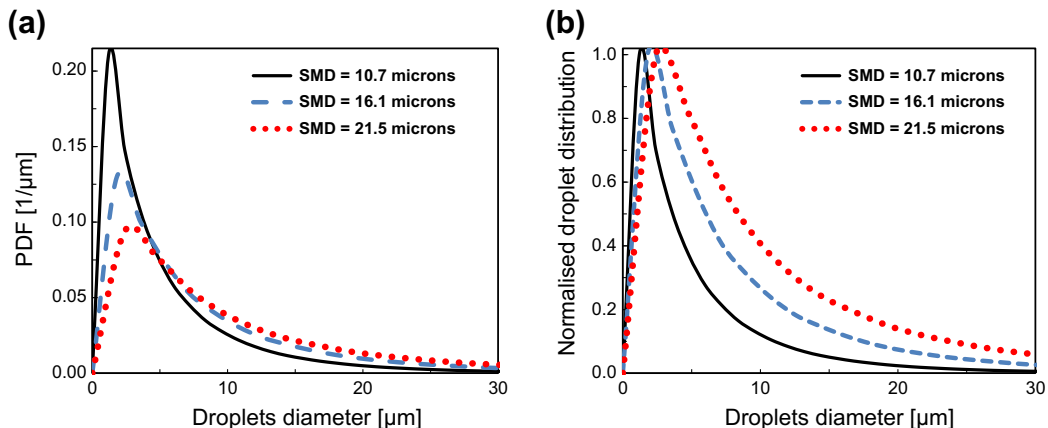 (a)
0.20
0.15
0.10
0.05
0.00
PDF [1/μm]
SMD = 10.7 microns
SMD = 16.1 microns
SMD = 21.5 microns
0
10
20
30
Droplets diameter [μm]
(b)
1.0
0.8
0.6
0.4
0.2
0.0
Normalised droplet distribution
SMD = 10.7 microns
SMD = 16.1 microns
SMD = 21.5 microns
0
10
20
30
Droplets diameter [μm]